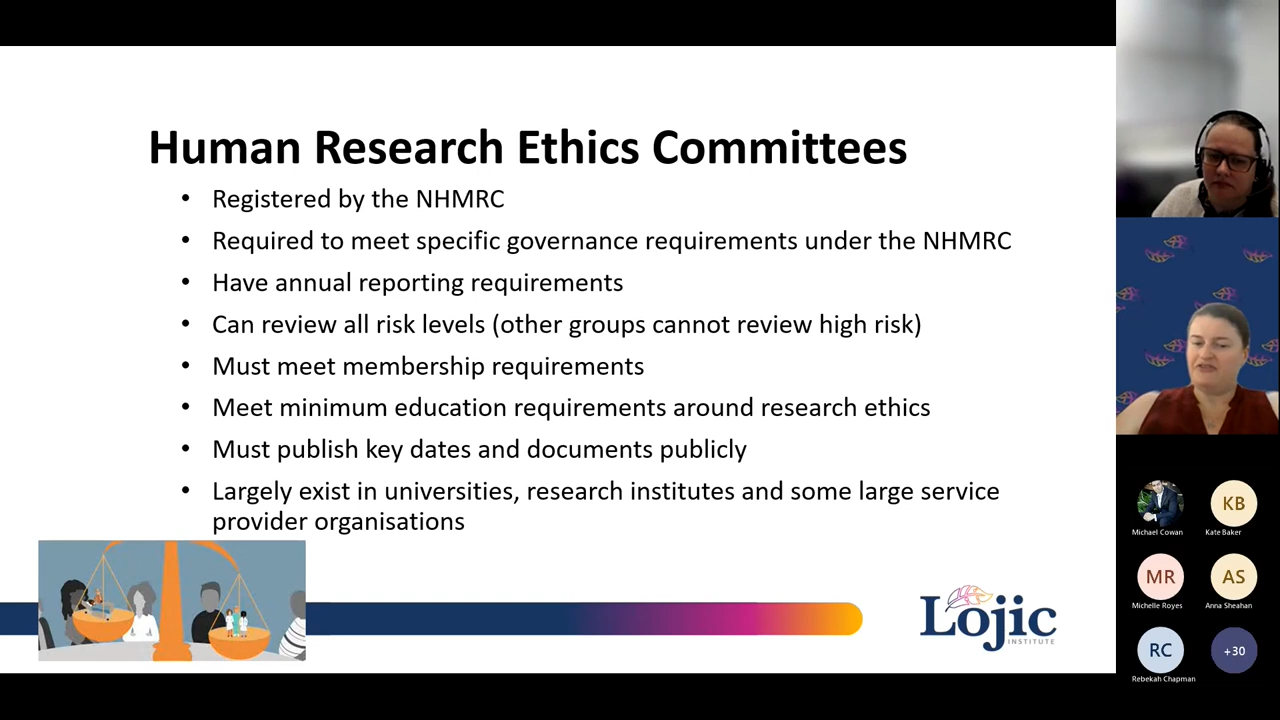 Human Research Ethics Committees
• Registered by the NHMRC
• Required to meet specific governance requirements under the NHMRC
• Have annual reporting requirements
• Can review all risk levels (other groups cannot review high risk)
• Must meet membership requirements
• Meet minimum education requirements around research ethics
• Must publish key dates and documents publicly
• Largely exist in universities, research institutes and some large service
provider organisations
Lojic
INSTITUTE
KB
Michael Cowan
Kate Baker
MR
AS
Michelle Royes
Anna Sheahan
RC
+30
Rebekah Chapman